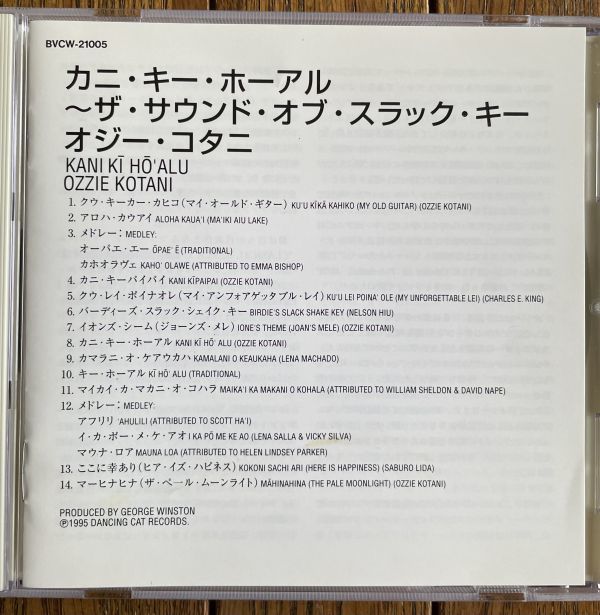 BVCW-21005
カニ・キー・ホーアル
〜ザ・サウンド・オブ・スラック・キー
オジー・コタニ
KANI KĪ HŌ'ALU
OZZIE KOTANI
1. クウ・キーカー・カヒコ(マイ・オールド・ギター) KU'U KĪKĀ KAHIKO (MY OLD GUITAR) (OZZIE KOTANI)
2. アロハ・カウアイ ALOHA KAUA'I (MA'IKI AIU LAKE)
3. メドレー: MEDLEY:
オーパエ・エー ŌPAE' Ē (TRADITIONAL)
カホオラヴェ KAHO' OLAWE (ATTRIBUTED TO EMMA BISHOP)
4. カニ・キーパイパイ KANI KĪPAIPAI (OZZIE KOTANI)
5. クウ・レイ・ポイナオレ(マイ・アンフォアゲッタブル・レイ) KU'U LEI POINA' OLE (MY UNFORGETTABLE LEI) (CHARLES E. KING)
6. バーディーズ・スラック・シェイク・キー BIRDIE'S SLACK SHAKE KEY (NELSON HIU)
7. イオンズ・シーム(ジョーンズ・メレ) IONE'S THEME (JOAN'S MELE) (OZZIE KOTANI)
8. カニ・キー・ホーアル KANI KĪ HŌ' ALU (OZZIE KOTANI)
9. カマラニ・オ・ケアウカハ KAMALANI O KEAUKAHA (LENA MACHADO)
10. キー・ホーアル KĪ HŌ' ALU (TRADITIONAL)
11. マイカイ・カ・マカニ・オ・コハラ MAIKA'I KA MAKANI O KOHALA (ATTRIBUTED TO WILLIAM SHELDON & DAVID NAPE)
12. メドレー: MEDLEY:
アフリリ 'AHULILI (ATTRIBUTED TO SCOTT HA'I)
イ・カ・ポー・メ・ケ・アオ I KA PŌ ME KE AO (LENA SALLA & VICKY SILVA)
マウナ・ロア MAUNA LOA (ATTRIBUTED TO HELEN LINDSEY PARKER)
13. ここに幸あり(ヒア・イズ・ハピネス) KOKONI SACHI ARI (HERE IS HAPPINESS) (SABURO LIDA)
14. マーヒナヒナ(ザ・ペール・ムーンライト) MĀHINAHINA (THE PALE MOONLIGHT) (OZZIE KOTANI)
PRODUCED BY GEORGE WINSTON
Ⓟ1995 DANCING CAT RECORDS.